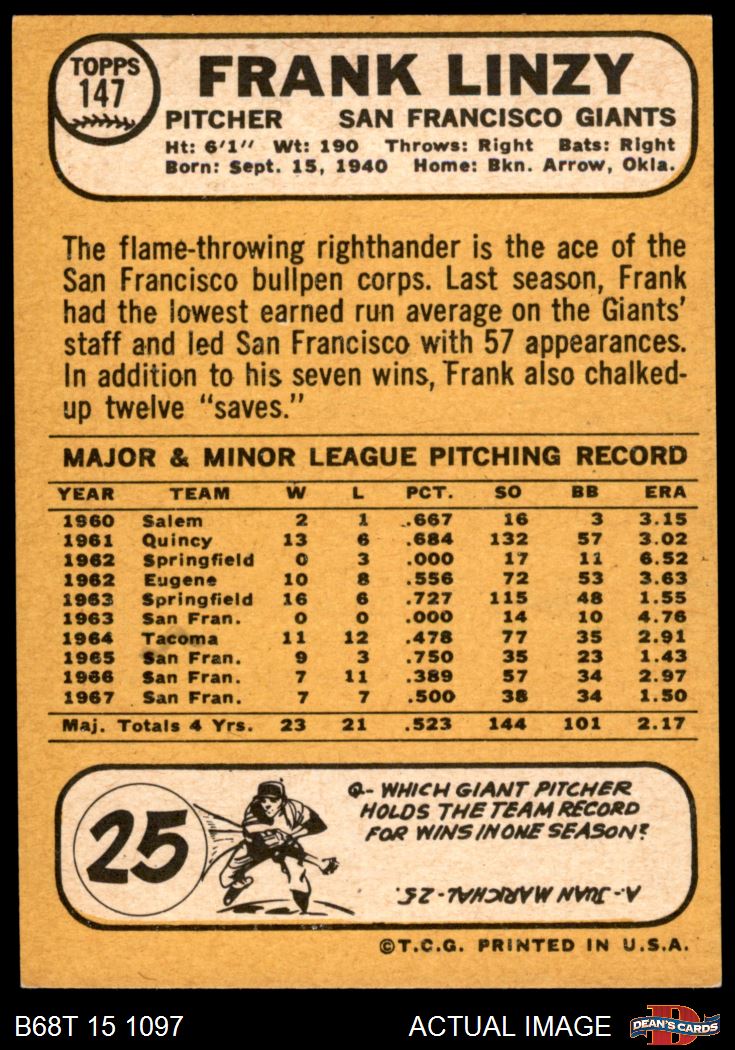 TOPPS
147
FRANK LINZY
PITCHER SAN FRANCISCO GIANTS
Ht: 6'1" Wt: 190 Throws: Right Bats: Right
Born: Sept. 15, 1940 Home: Bkn. Arrow, Okla.
The flame-throwing righthander is the ace of the
San Francisco bullpen corps. Last season, Frank
had the lowest earned run average on the Giants'
staff and led San Francisco with 57 appearances.
In addition to his seven wins, Frank also chalked-
up twelve "saves."
MAJOR & MINOR LEAGUE PITCHING RECORD
YEAR TEAM W L PCT. SO BB ERA
1960 Salem 2 1 .667 16 3 3.15
1961 Quincy 13 6 .684 132 57 3.02
1962 Springfield 0 3 .000 17 11 6.52
1962 Eugene 10 8 .556 72 53 3.63
1963 Springfield 16 6 .727 115 48 1.55
1963 San Fran. 0 0 .000 14 10 4.76
1964 Tacoma 11 12 .478 77 35 2.91
1965 San Fran. 9 3 .750 35 23 1.43
1966 San Fran. 7 11 .389 57 34 2.97
1967 San Fran. 7 7 .500 38 34 1.50
Maj. Totals 4 Yrs. 23 21 .523 144 101 2.17
25
Q- WHICH GIANT PITCHER
HOLDS THE TEAM RECORD
FOR WINS IN ONE SEASON?
A- JUAN MARICHAL-25.
©T.C.G. PRINTED IN U.S.A.
B68T 15 1097 ACTUAL IMAGE DEAN'S CARDS